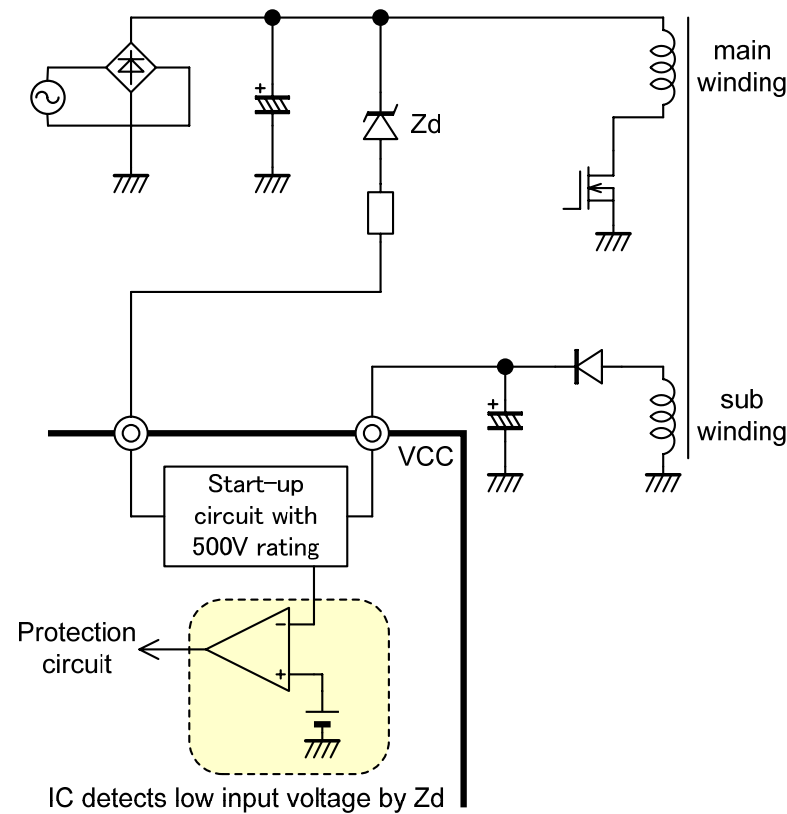 main
winding
Zd
sub
winding
VCC
Start-up
circuit with
500V rating
Protection
circuit
IC detects low input voltage by Zd